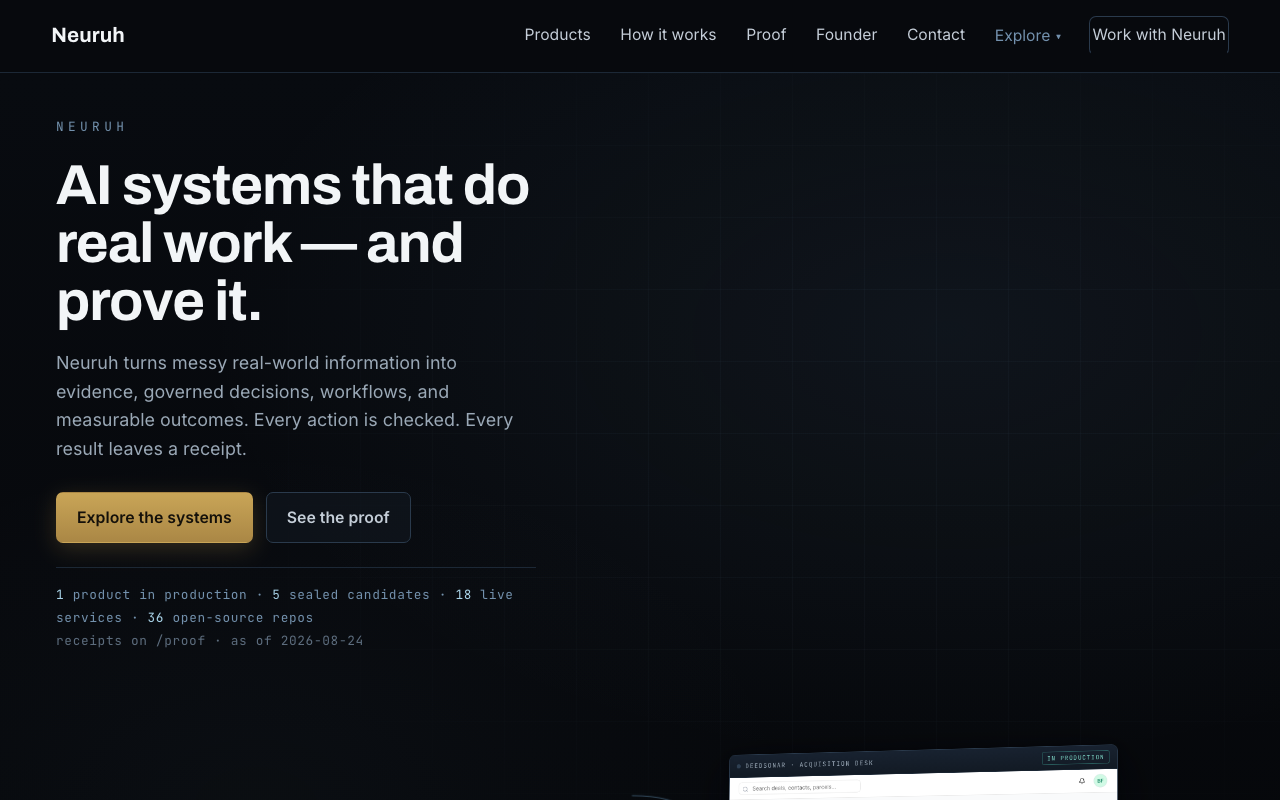 Neuruh
Products
How it works
Proof
Founder
Contact
Explore ▾
Work with Neuruh
NEURUH
AI systems that do
real work — and
prove it.
Neuruh turns messy real-world information into
evidence, governed decisions, workflows, and
measurable outcomes. Every action is checked. Every
result leaves a receipt.
Explore the systems
See the proof
1 product in production · 5 sealed candidates · 18 live
services · 36 open-source repos
receipts on /proof · as of 2026-08-24
DEEDSONAR · ACQUISITION DESK
IN PRODUCTION
Search deals, contacts, parcels...